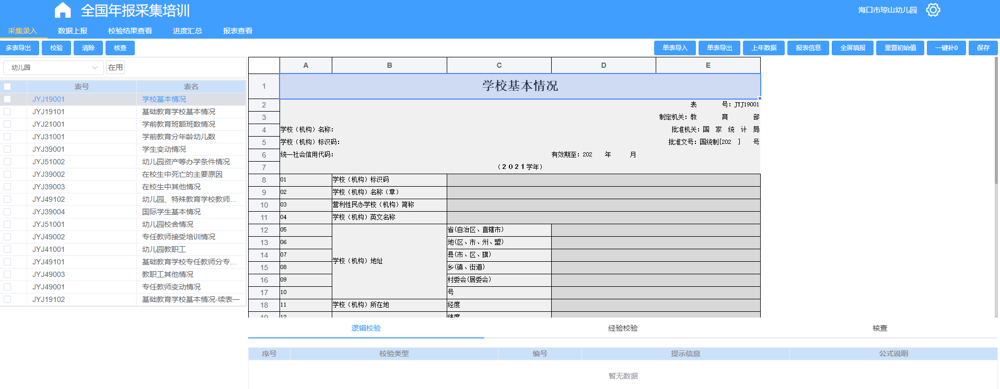 全国年报采集培训
海口市琼山幼儿园
采集录入 数据上报 校验结果查看 进度汇总 报表查看
多表导出 校验 清除 核查 单表导入 单表导出 上年数据 报表信息 全屏填报 重置初始值 一键补0 保存
幼儿园 在用
表号 表名
JYJ19001 学校基本情况
JYJ19101 基础教育学校基本情况
JYJ21001 学前教育班额班数情况
JYJ31001 学前教育分年龄幼儿数
JYJ39001 学生变动情况
JYJ51002 幼儿园资产等办学条件情况
JYJ39002 在校生中死亡的主要原因
JYJ39003 在校生中其他情况
JYJ49102 幼儿园、特殊教育学校教师...
JYJ39004 国际学生基本情况
JYJ51001 幼儿园校舍情况
JYJ49002 专任教师接受培训情况
JYJ41001 幼儿园教职工
JYJ49101 基础教育学校专任教师分专...
JYJ49003 教职工其他情况
JYJ49001 专任教师变动情况
JYJ19102 基础教育学校基本情况-续表一
A B C D E
1 学校基本情况
2 表 号：JYJ19001
3 制定机关：教 育 部
4 学校（机构）名称： 批准机关：国 家 统 计 局
5 学校（机构）标识码： 批准文号：国统制[202 ] 号
6 统一社会信用代码： 有效期至：202 年 月
7 （２０２１学年）
8 01 学校（机构）标识码
9 02 学校（机构）名称（章）
10 03 营利性民办学校（机构）简称
11 04 学校（机构）英文名称
12 05 学校（机构）地址 省(自治区、直辖市)
13 06 地(区、市、州、盟)
14 07 县(市、区、旗)
15 08 乡(镇、街道)
16 09 村委会(居委会)
17 10 号
18 11 学校（机构）所在地 经度
19 12 纬度
逻辑校验 经验校验 核查
序号 校验类型 编号 提示信息 公式说明
暂无数据